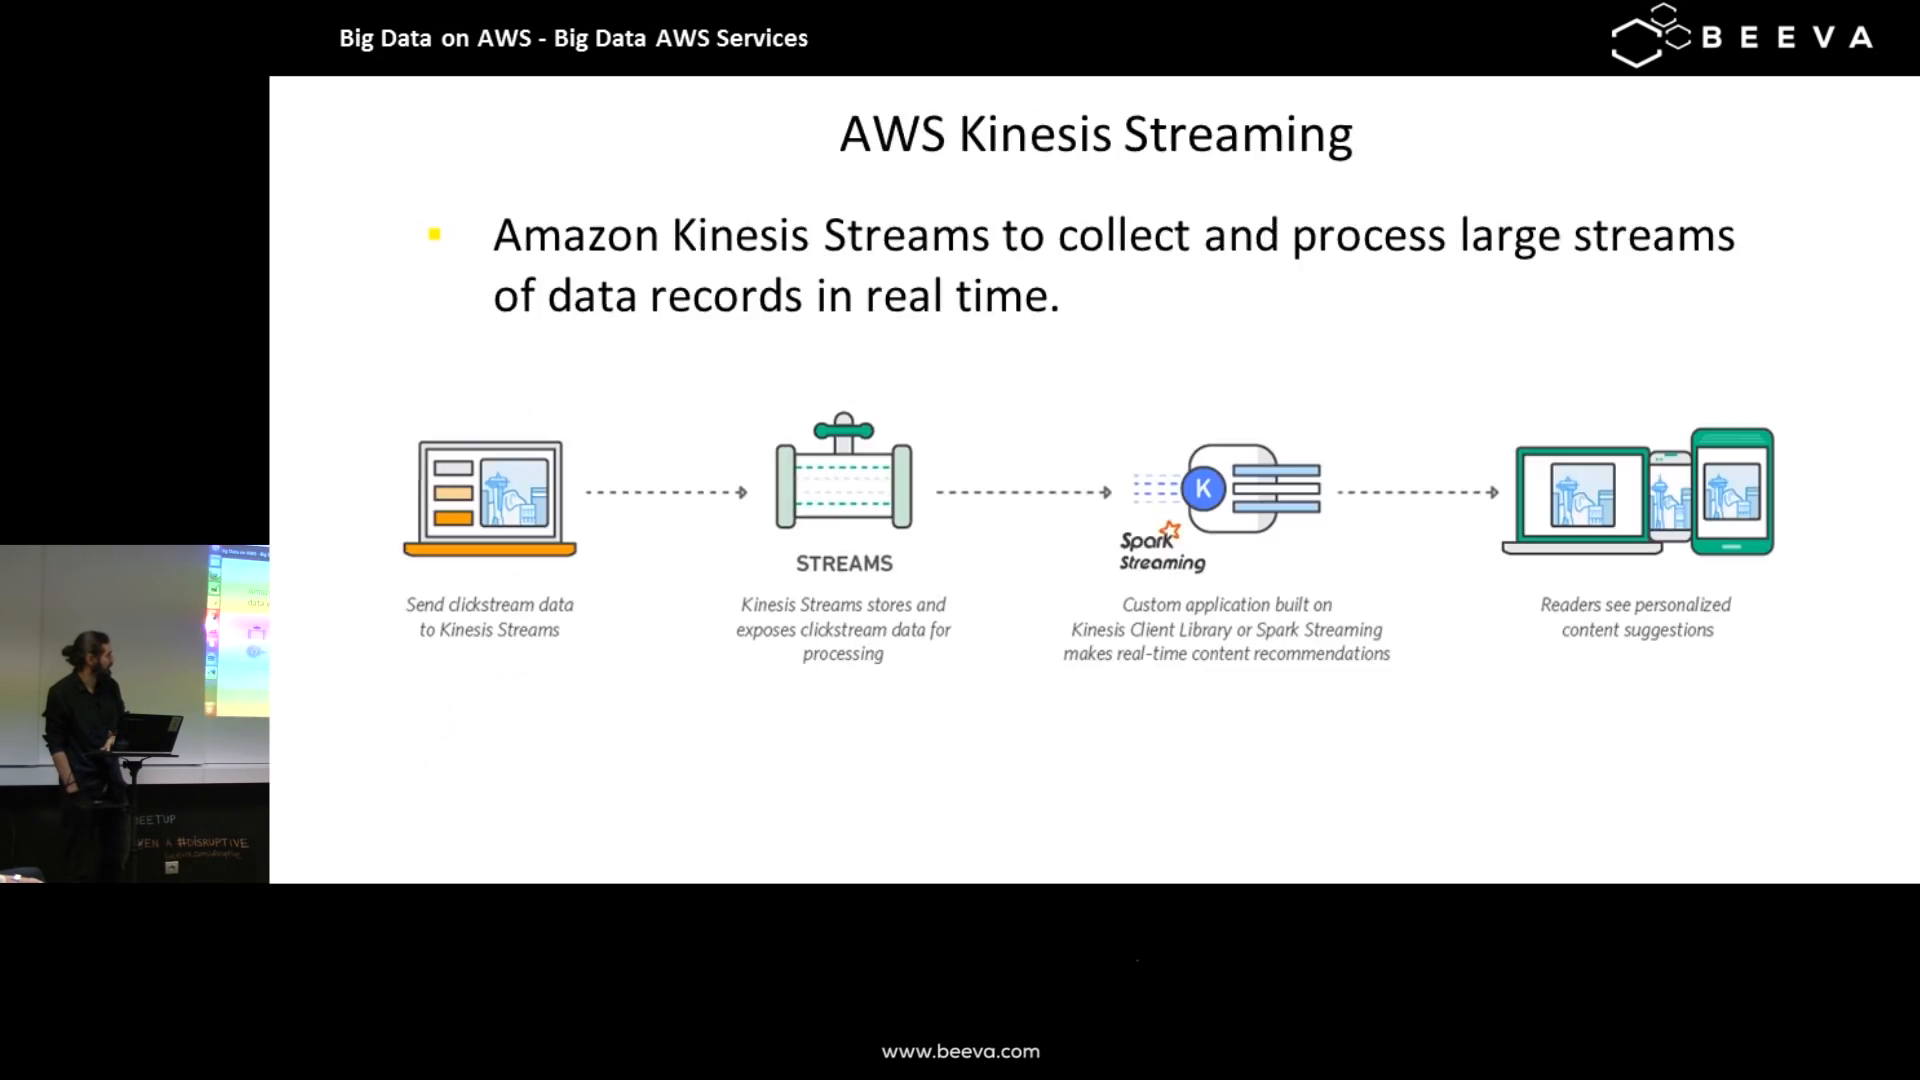 Big Data on AWS - Big Data AWS Services
BEEVA
AWS Kinesis Streaming
Amazon Kinesis Streams to collect and process large streams
of data records in real time.
K
Spark
Streaming
STREAMS
Send clickstream data
to Kinesis Streams
Kinesis Streams stores and
exposes clickstream data for
processing
Custom application built on
Kinesis Client Library or Spark Streaming
makes real-time content recommendations
Readers see personalized
content suggestions
#DISRUPTIVE
www.beeva.com